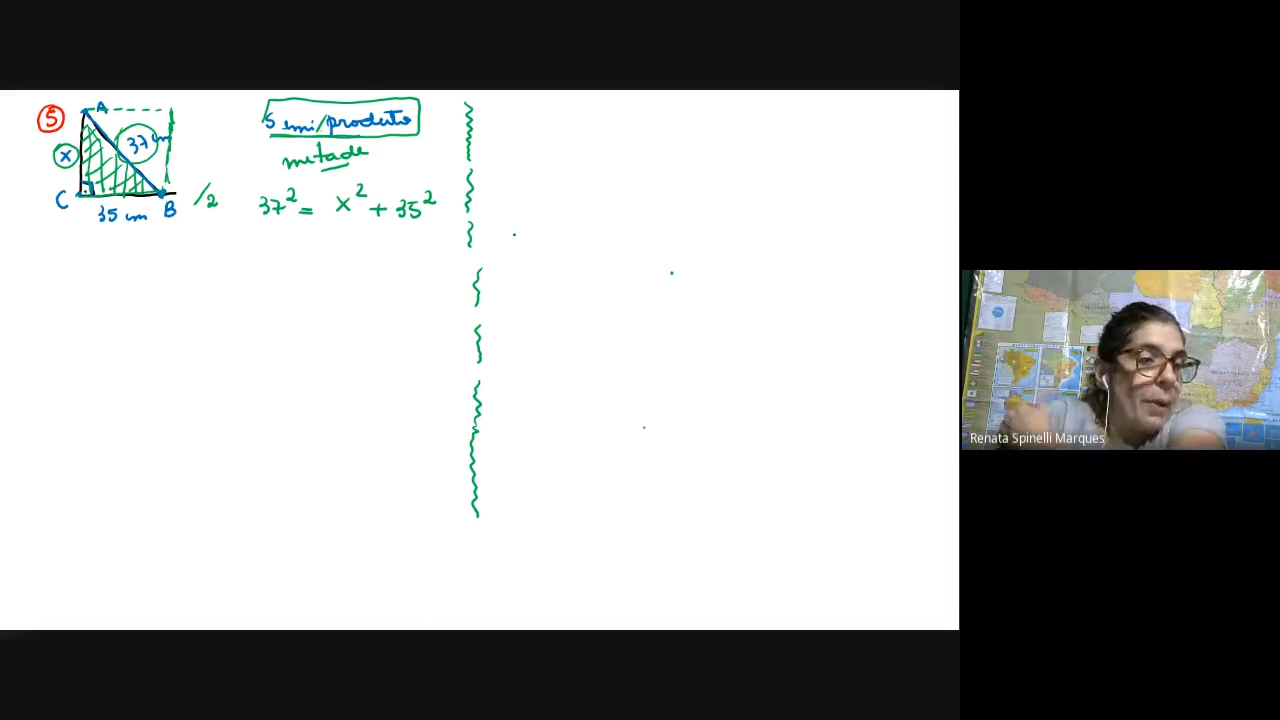 5
A
37 cm
x
C
35 cm
B
/2
Semi/produto
metade
37² = x² + 35²
Renata Spinelli Marques